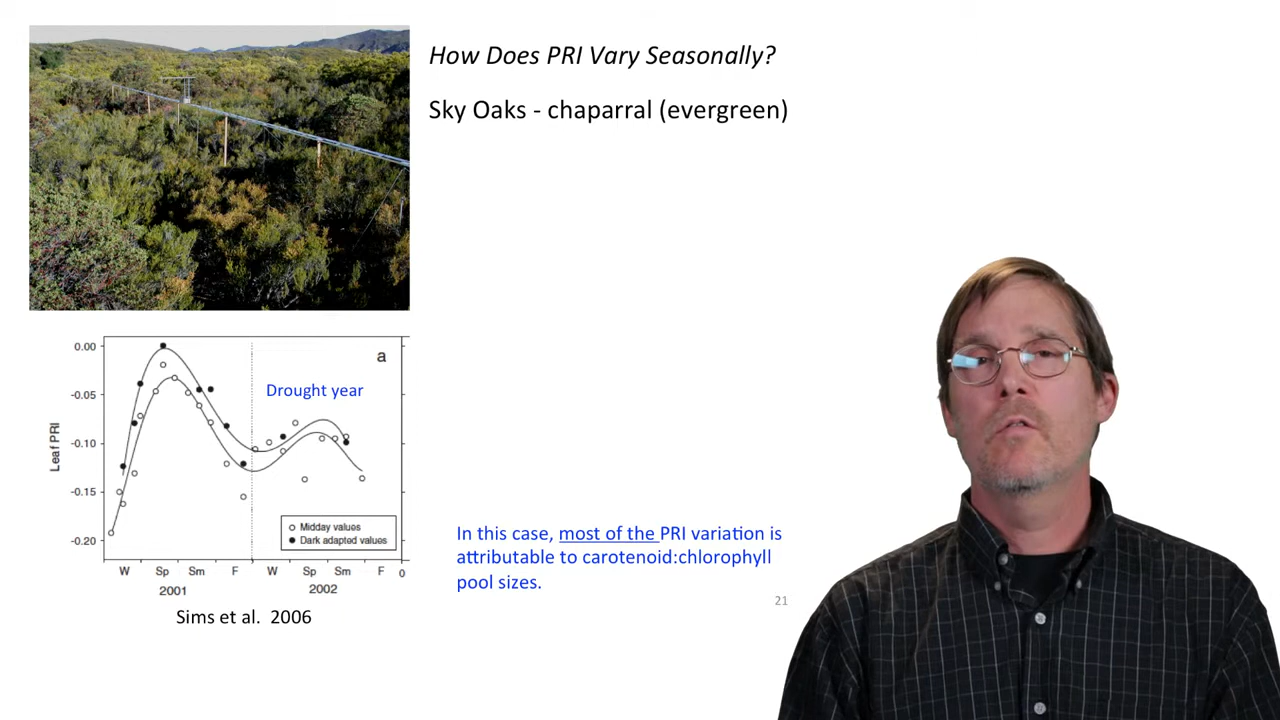 How Does PRI Vary Seasonally?
Sky Oaks - chaparral (evergreen)
0.00
-0.05
-0.10
-0.15
-0.20
Leaf PRI
a
Drought year
Midday values
Dark adapted values
W Sp Sm F W Sp Sm F 0
2001 2002
Sims et al. 2006
In this case, most of the PRI variation is
attributable to carotenoid:chlorophyll
pool sizes.
21